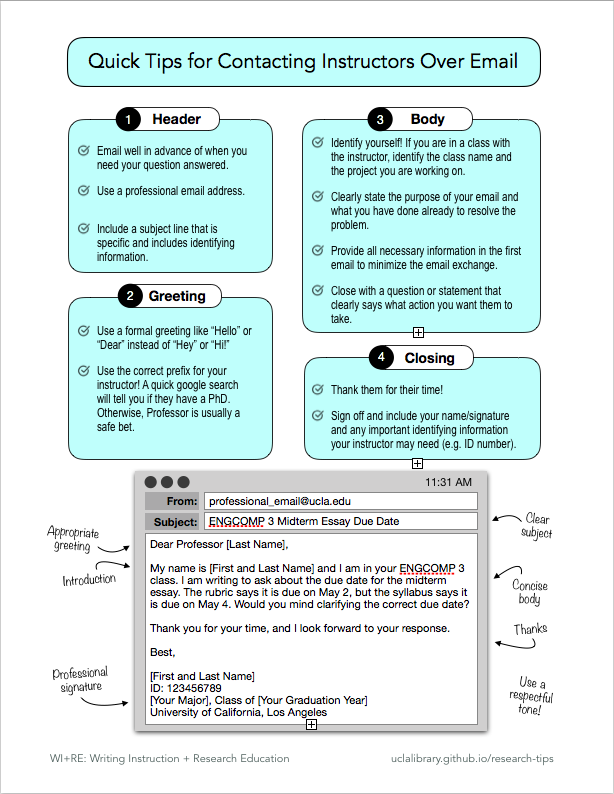 Quick Tips for Contacting Instructors Over Email
1 Header
Email well in advance of when you
need your question answered.
Use a professional email address.
Include a subject line that is
specific and includes identifying
information.
2 Greeting
Use a formal greeting like “Hello” or
“Dear” instead of “Hey” or “Hi!”
Use the correct prefix for your
instructor! A quick google search
will tell you if they have a PhD.
Otherwise, Professor is usually a
safe bet.
3 Body
Identify yourself! If you are in a class with
the instructor, identify the class name and
the project you are working on.
Clearly state the purpose of your email and
what you have done already to resolve the
problem.
Provide all necessary information in the first
email to minimize the email exchange.
Close with a question or statement that
clearly says what action you want them to
take.
4 Closing
Thank them for their time!
Sign off and include your name/signature
and any important identifying information
your instructor may need (e.g. ID number).
11:31 AM
From: professional_email@ucla.edu
Subject: ENGCOMP 3 Midterm Essay Due Date
Dear Professor [Last Name],
My name is [First and Last Name] and I am in your ENGCOMP 3
class. I am writing to ask about the due date for the midterm
essay. The rubric says it is due on May 2, but the syllabus says it
is due on May 4. Would you mind clarifying the correct due date?
Thank you for your time, and I look forward to your response.
Best,
[First and Last Name]
ID: 123456789
[Your Major], Class of [Your Graduation Year]
University of California, Los Angeles
Appropriate
greeting
Introduction
Professional
signature
Clear
subject
Concise
body
Thanks
Use a
respectful
tone!
WI+RE: Writing Instruction + Research Education
uclalibrary.github.io/research-tips